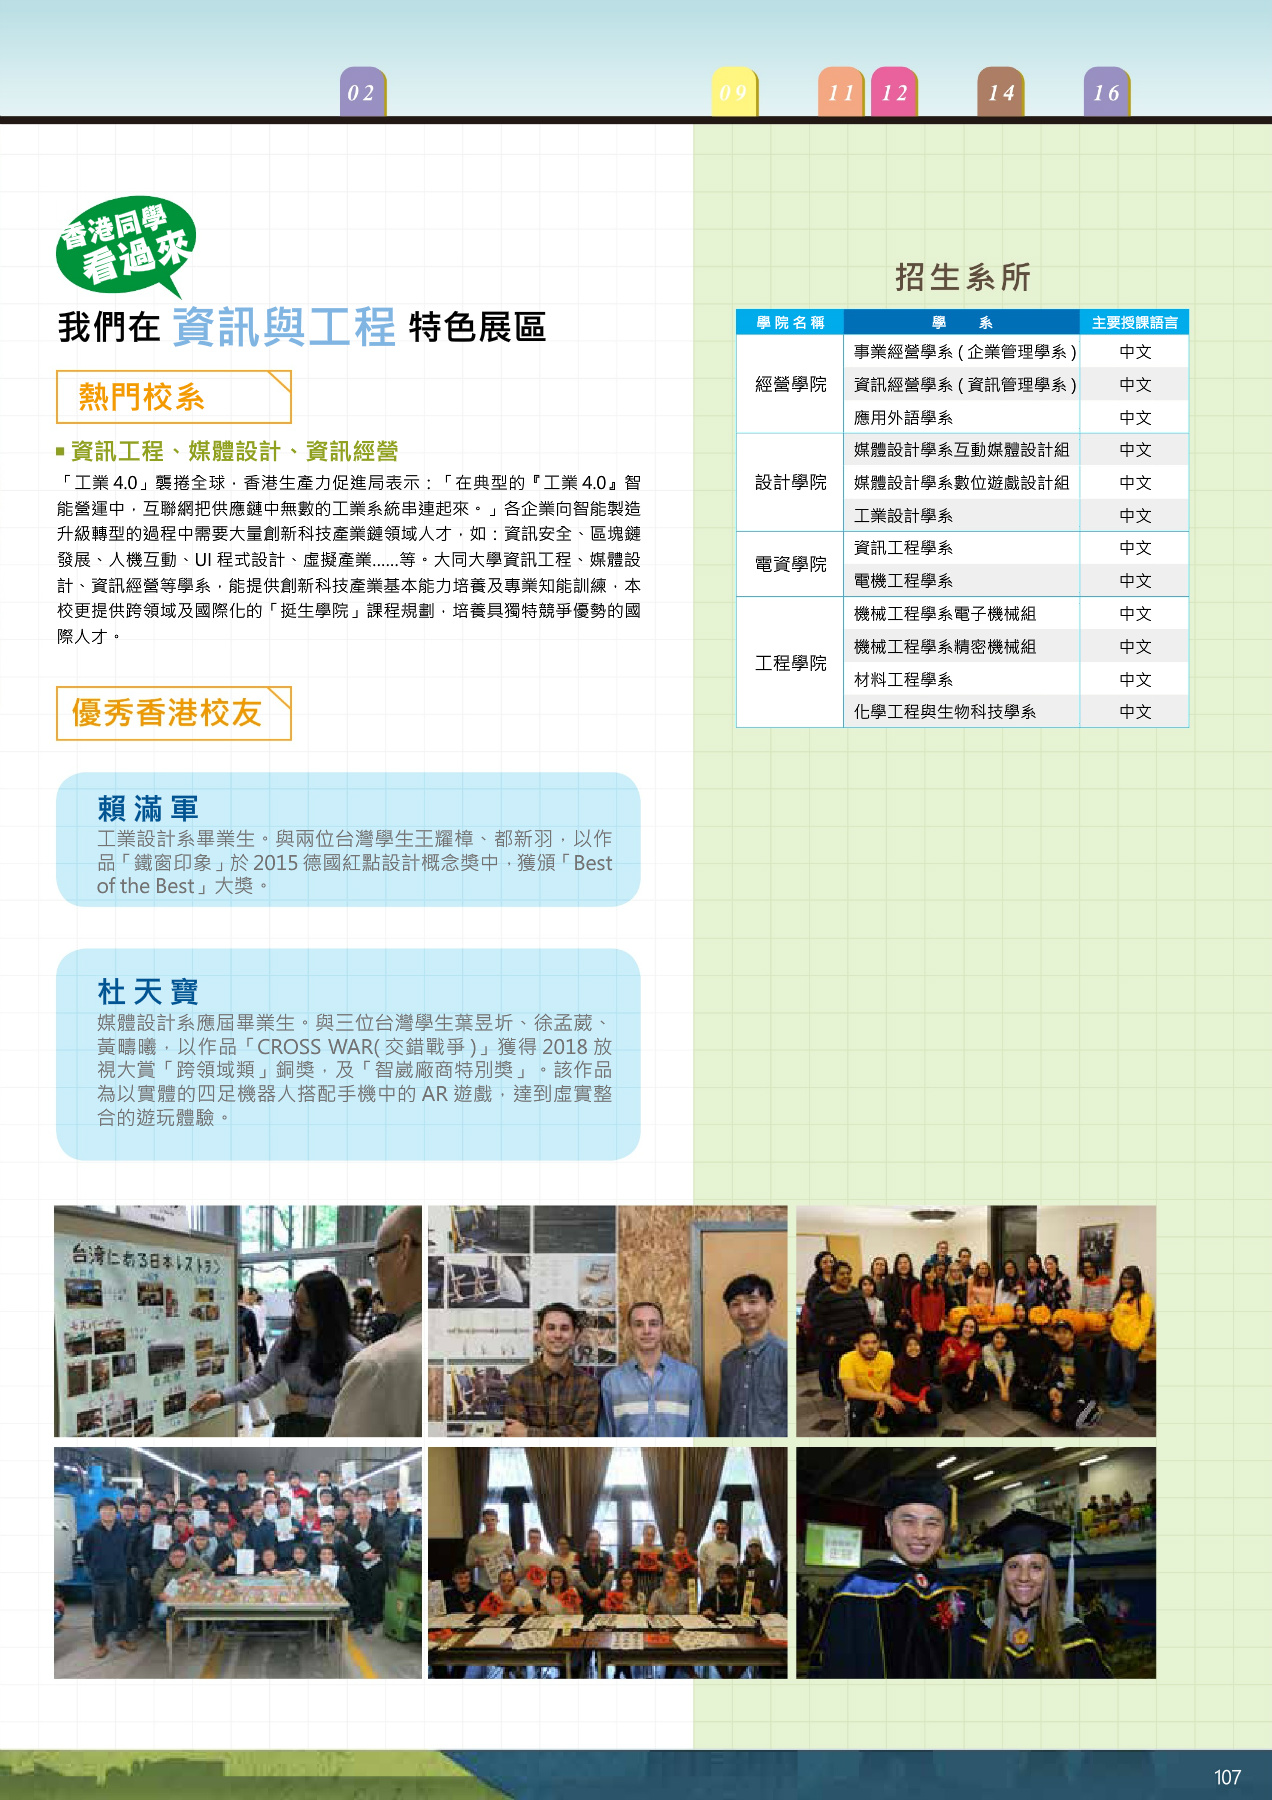 02
09
11
12
14
16
香港同學
看過來
我們在 資訊與工程 特色展區
熱門校系
資訊工程、媒體設計、資訊經營
「工業 4.0」襲捲全球，香港生產力促進局表示：「在典型的『工業 4.0』智
能營運中，互聯網把供應鏈中無數的工業系統串連起來。」各企業向智能製造
升級轉型的過程中需要大量創新科技產業鏈領域人才，如：資訊安全、區塊鏈
發展、人機互動、UI 程式設計、虛擬產業......等。大同大學資訊工程、媒體設
計、資訊經營等學系，能提供創新科技產業基本能力培養及專業知能訓練，本
校更提供跨領域及國際化的「挺生學院」課程規劃，培養具獨特競爭優勢的國
際人才。
優秀香港校友
賴滿軍
工業設計系畢業生。與兩位台灣學生王耀樟、都新羽，以作
品「鐵窗印象」於 2015 德國紅點設計概念獎中，獲頒「Best
of the Best」大獎。
杜天寶
媒體設計系應屆畢業生。與三位台灣學生葉昱圻、徐孟葳、
黃疇曦，以作品「CROSS WAR( 交錯戰爭 )」獲得 2018 放
視大賞「跨領域類」銅獎，及「智崴廠商特別獎」。該作品
為以實體的四足機器人搭配手機中的 AR 遊戲，達到虛實整
合的遊玩體驗。
招生系所
學院名稱 學 系 主要授課語言
經營學院
事業經營學系 ( 企業管理學系 ) 中文
資訊經營學系 ( 資訊管理學系 ) 中文
應用外語學系 中文
設計學院
媒體設計學系互動媒體設計組 中文
媒體設計學系數位遊戲設計組 中文
工業設計學系 中文
電資學院
資訊工程學系 中文
電機工程學系 中文
工程學院
機械工程學系電子機械組 中文
機械工程學系精密機械組 中文
材料工程學系 中文
化學工程與生物科技學系 中文
台湾にある日本レストラン
モスバーガー
107